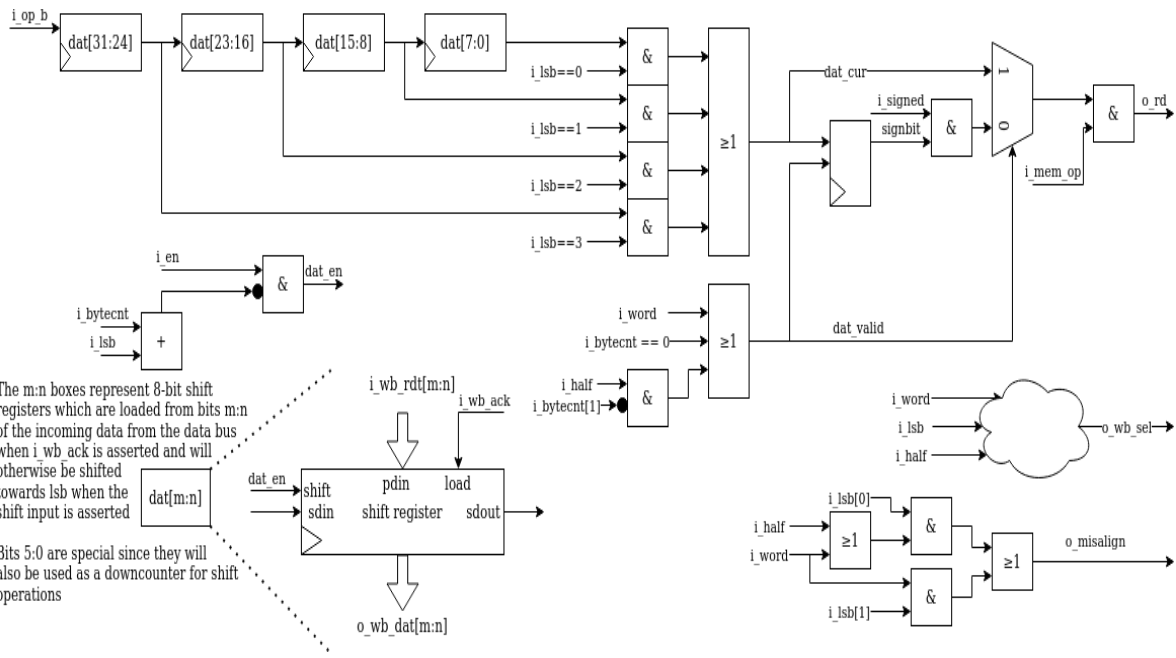 i_op_b
dat[31:24]
dat[23:16]
dat[15:8]
dat[7:0]
&
i_lsb==0
&
i_lsb==1
&
i_lsb==2
&
i_lsb==3
≥1
dat_cur
i_signed
signbit
&
1
0
i_mem_op
&
o_rd
i_en
&
dat_en
i_bytecnt
i_lsb
+
i_word
i_bytecnt == 0
≥1
i_half
i_bytecnt[1]
&
dat_valid
The m:n boxes represent 8-bit shift
registers which are loaded from bits m:n
of the incoming data from the data bus
when i_wb_ack is asserted and will
otherwise be shifted
towards lsb when the
shift input is asserted
Bits 5:0 are special since they will
also be used as a downcounter for shift
operations
dat[m:n]
i_wb_rdt[m:n]
i_wb_ack
dat_en
shift
sdin
pdin
load
shift register
sdout
o_wb_dat[m:n]
i_word
i_lsb
i_half
o_wb_sel
i_lsb[0]
i_half
i_word
≥1
&
&
i_lsb[1]
≥1
o_misalign